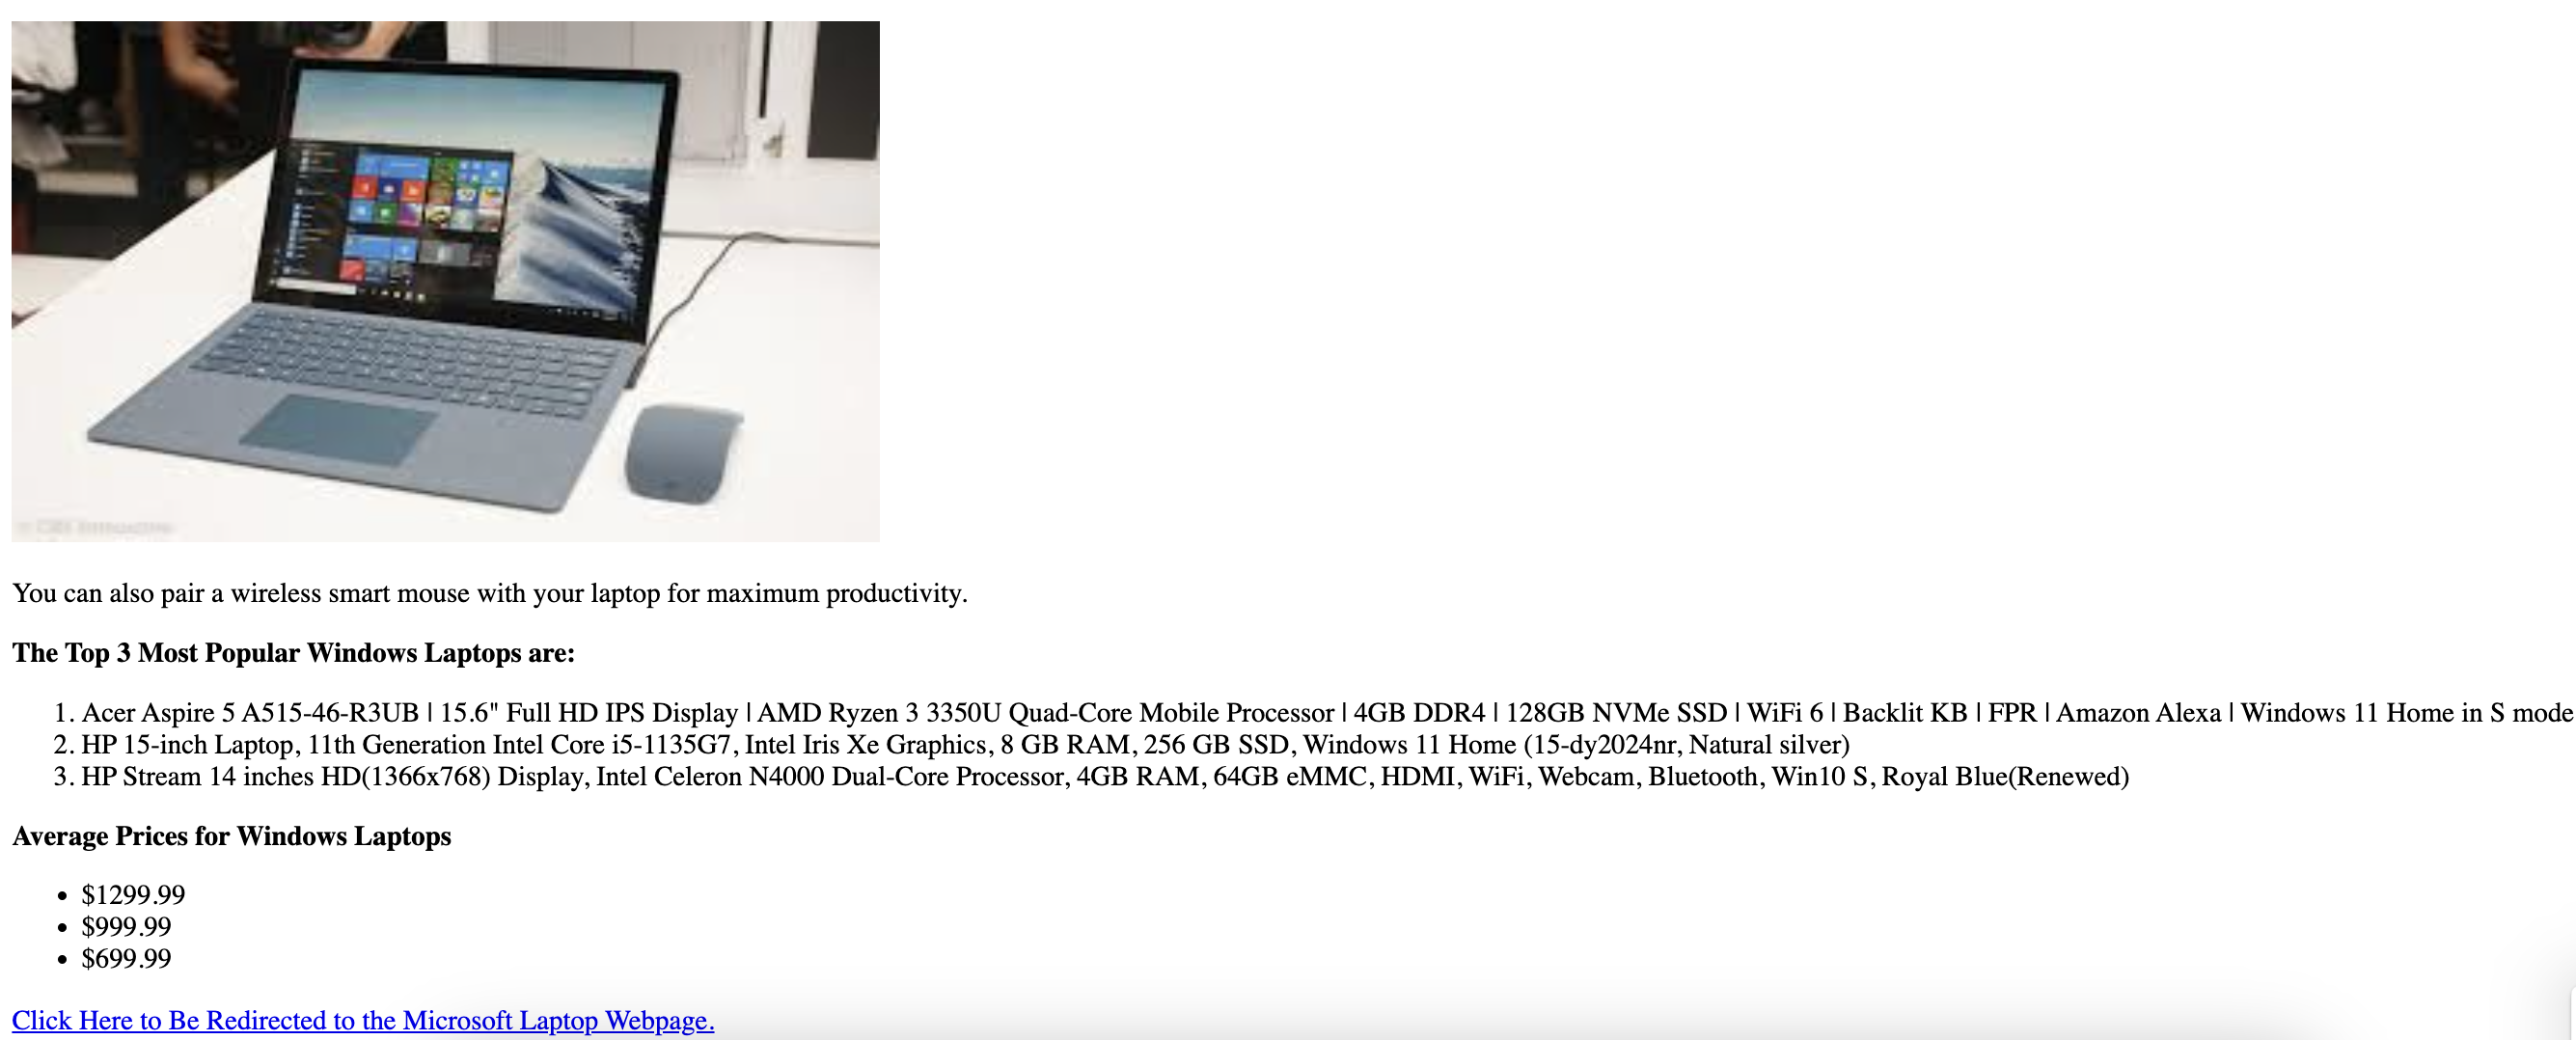 You can also pair a wireless smart mouse with your laptop for maximum productivity.
The Top 3 Most Popular Windows Laptops are:
1. Acer Aspire 5 A515-46-R3UB | 15.6" Full HD IPS Display | AMD Ryzen 3 3350U Quad-Core Mobile Processor | 4GB DDR4 | 128GB NVMe SSD | WiFi 6 | Backlit KB | FPR | Amazon Alexa | Windows 11 Home in S mode
2. HP 15-inch Laptop, 11th Generation Intel Core i5-1135G7, Intel Iris Xe Graphics, 8 GB RAM, 256 GB SSD, Windows 11 Home (15-dy2024nr, Natural silver)
3. HP Stream 14 inches HD(1366x768) Display, Intel Celeron N4000 Dual-Core Processor, 4GB RAM, 64GB eMMC, HDMI, WiFi, Webcam, Bluetooth, Win10 S, Royal Blue(Renewed)
Average Prices for Windows Laptops
• $1299.99
• $999.99
• $699.99
Click Here to Be Redirected to the Microsoft Laptop Webpage.